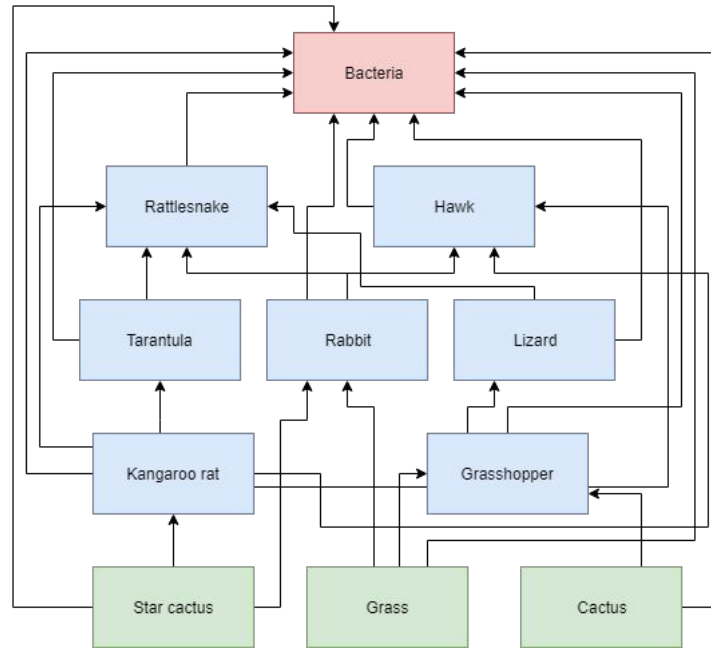 Bacteria
Rattlesnake
Hawk
Tarantula
Rabbit
Lizard
Kangaroo rat
Grasshopper
Star cactus
Grass
Cactus